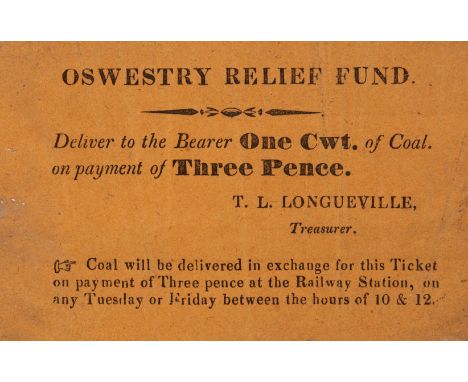 OSWESTRY RELIEF FUND.
Deliver to the Bearer One Cwt. of Coal.
on payment of Three Pence.
T. L. LONGUEVILLE,
Treasurer.
☞ Coal will be delivered in exchange for this Ticket
on payment of Three pence at the Railway Station, on
any Tuesday or Friday between the hours of 10 & 12.